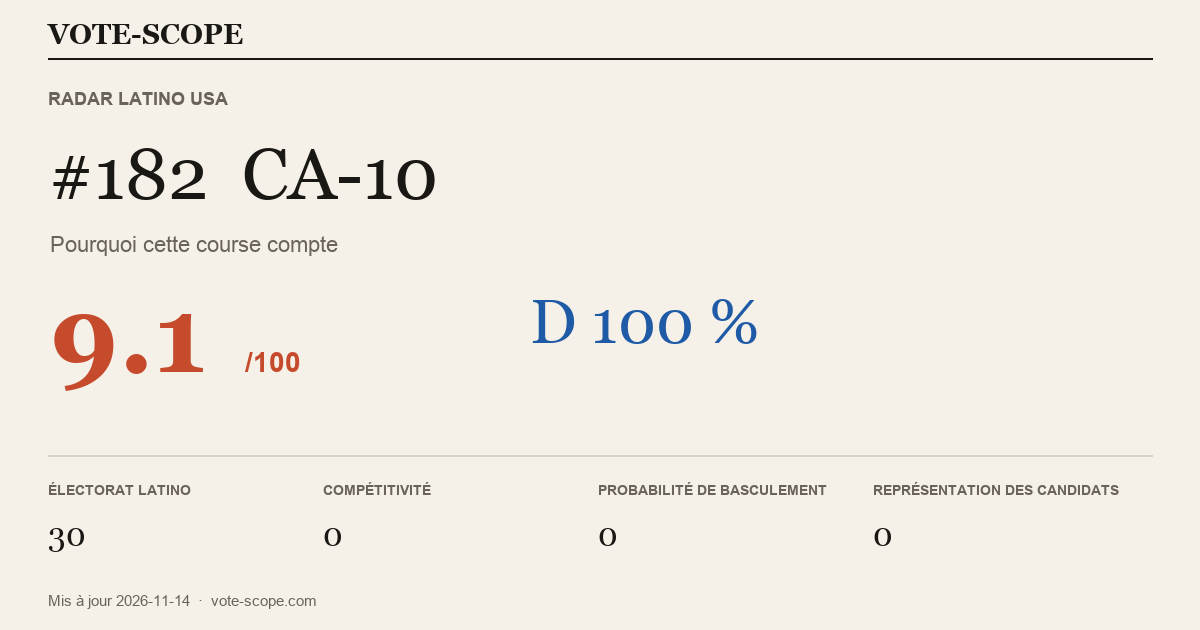 VOTE-SCOPE
RADAR LATINO USA
#182 CA-10
Pourquoi cette course compte
9.1 /100
D 100 %
ÉLECTORAT LATINO COMPÉTITIVITÉ PROBABILITÉ DE BASCULEMENT REPRÉSENTATION DES CANDIDATS
30 0 0 0
Mis à jour 2026-11-14 · vote-scope.com